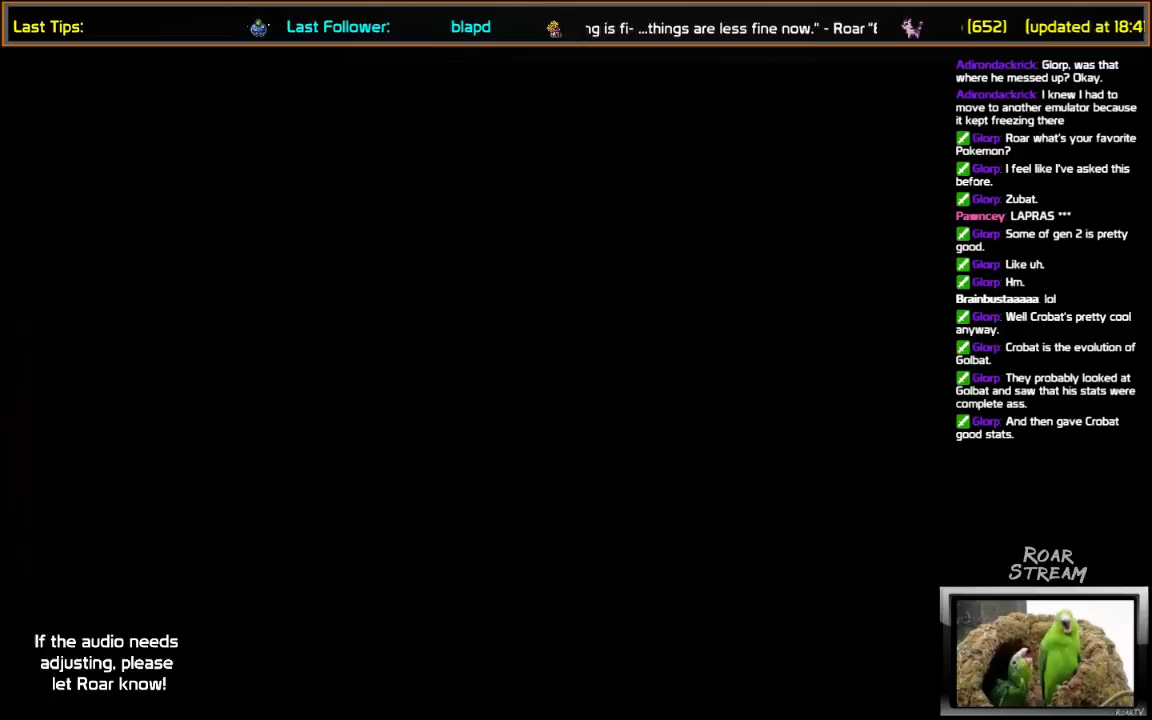 Last Tips:
Last Follower: blapd
ng is fi- ...things are less fine now." - Roar "E
[652] (updated at 18:4
Adirondackrick: Glorp, was that
where he messed up? Okay.
Adirondackrick: I knew I had to
move to another emulator because
it kept freezing there
Glorp: Roar what's your favorite
Pokemon?
Glorp: I feel like I've asked this
before.
Glorp: Zubat.
Pawncey: LAPRAS ***
Glorp: Some of gen 2 is pretty
good.
Glorp: Like uh.
Glorp: Hm.
Brainbustaaaaa: lol
Glorp: Well Crobat's pretty cool
anyway.
Glorp: Crobat is the evolution of
Golbat.
Glorp: They probably looked at
Golbat and saw that his stats were
complete ass.
Glorp: And then gave Crobat
good stats.
ROAR
STREAM
If the audio needs
adjusting, please
let Roar know!
ROARTV